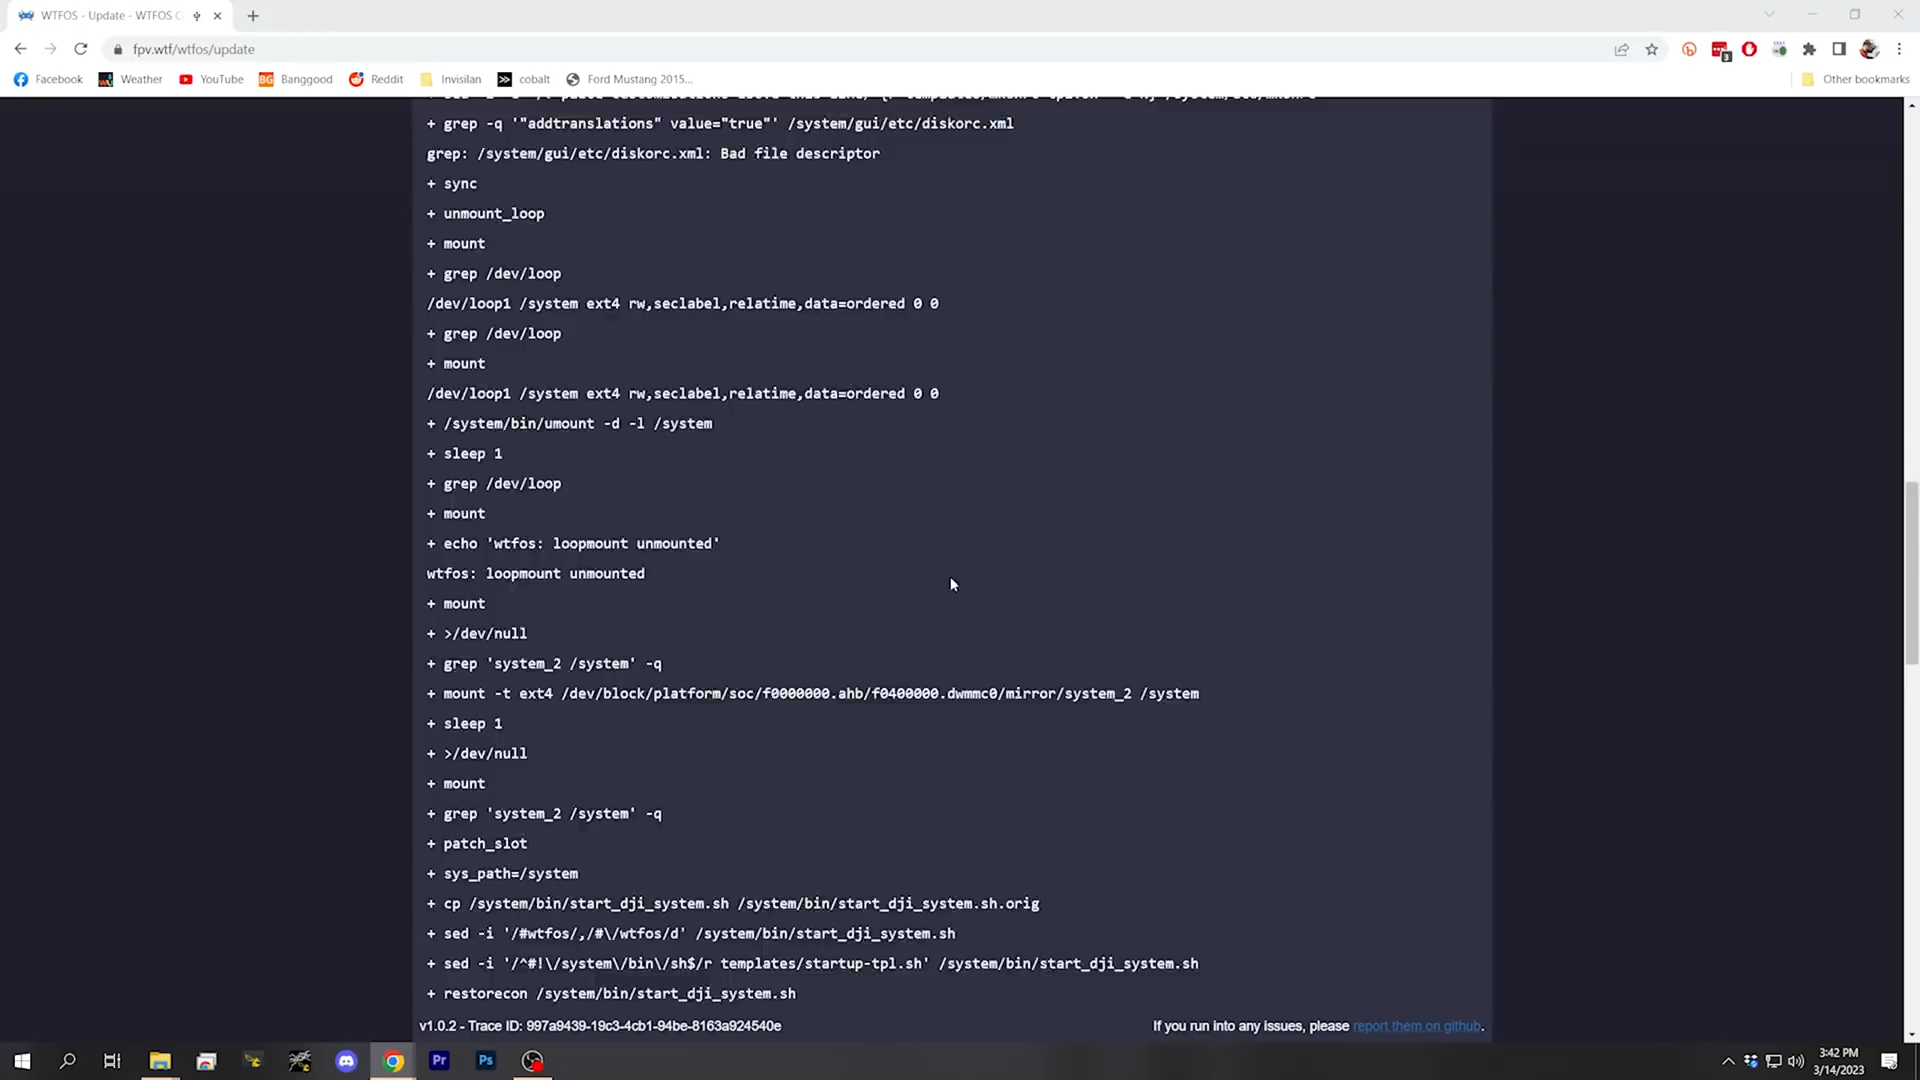 WTFOS - Update - WTFOS C
fpv.wtf/wtfos/update
Facebook Weather YouTube Banggood Reddit Invisilan cobalt Ford Mustang 2015... Other bookmarks
+ grep -q '"addtranslations" value="true"' /system/gui/etc/diskorc.xml
grep: /system/gui/etc/diskorc.xml: Bad file descriptor
+ sync
+ unmount_loop
+ mount
+ grep /dev/loop
/dev/loop1 /system ext4 rw,seclabel,relatime,data=ordered 0 0
+ grep /dev/loop
+ mount
/dev/loop1 /system ext4 rw,seclabel,relatime,data=ordered 0 0
+ /system/bin/umount -d -l /system
+ sleep 1
+ grep /dev/loop
+ mount
+ echo 'wtfos: loopmount unmounted'
wtfos: loopmount unmounted
+ mount
+ >/dev/null
+ grep 'system_2 /system' -q
+ mount -t ext4 /dev/block/platform/soc/f0000000.ahb/f0400000.dwmmc0/mirror/system_2 /system
+ sleep 1
+ >/dev/null
+ mount
+ grep 'system_2 /system' -q
+ patch_slot
+ sys_path=/system
+ cp /system/bin/start_dji_system.sh /system/bin/start_dji_system.sh.orig
+ sed -i '/#wtfos/,/#\/wtfos/d' /system/bin/start_dji_system.sh
+ sed -i '/^#!\/system\/bin\/sh$/r templates/startup-tpl.sh' /system/bin/start_dji_system.sh
+ restorecon /system/bin/start_dji_system.sh
v1.0.2 - Trace ID: 997a9439-19c3-4cb1-94be-8163a924540e If you run into any issues, please report them on github.
Pr Ps
3:42 PM
3/14/2023